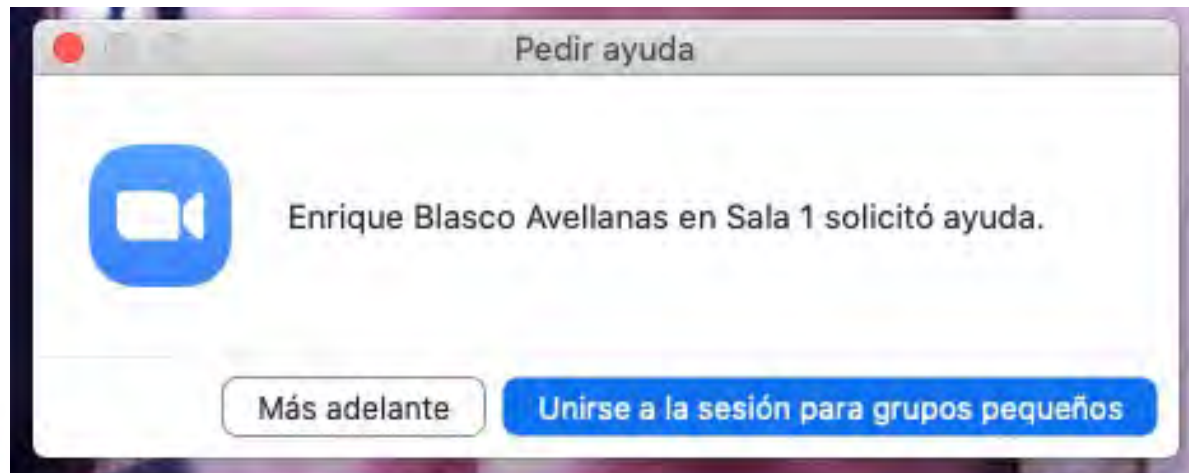 Pedir ayuda
Enrique Blasco Avellanas en Sala 1 solicitó ayuda.
Más adelante
Unirse a la sesión para grupos pequeños